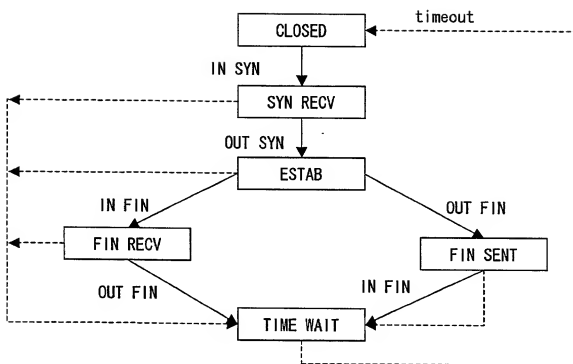 timeout
CLOSED
IN SYN
SYN RECV
OUT SYN
ESTAB
IN FIN
OUT FIN
FIN RECV
FIN SENT
OUT FIN
IN FIN
TIME WAIT